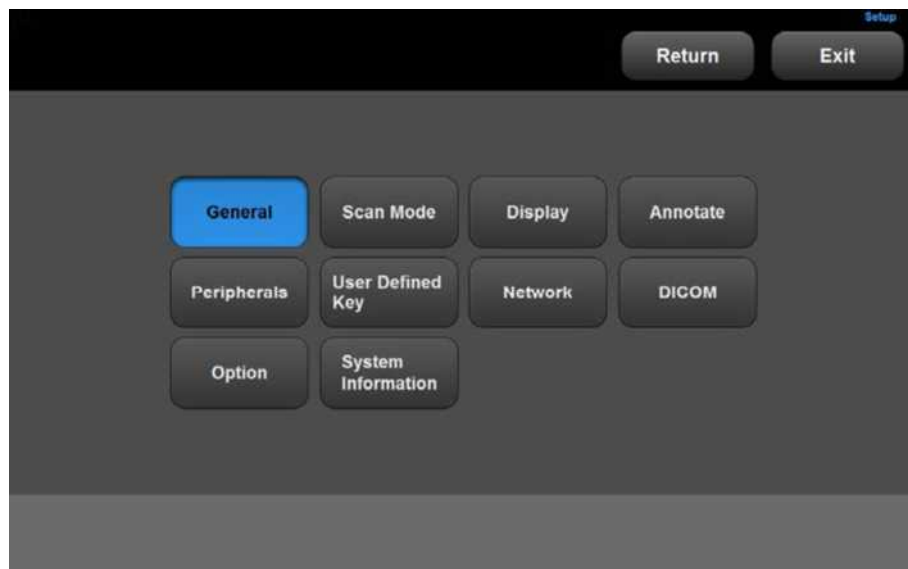 Setup
Return
Exit
General
Scan Mode
Display
Annotate
Peripherals
User Defined
Key
Network
DICOM
Option
System
Information